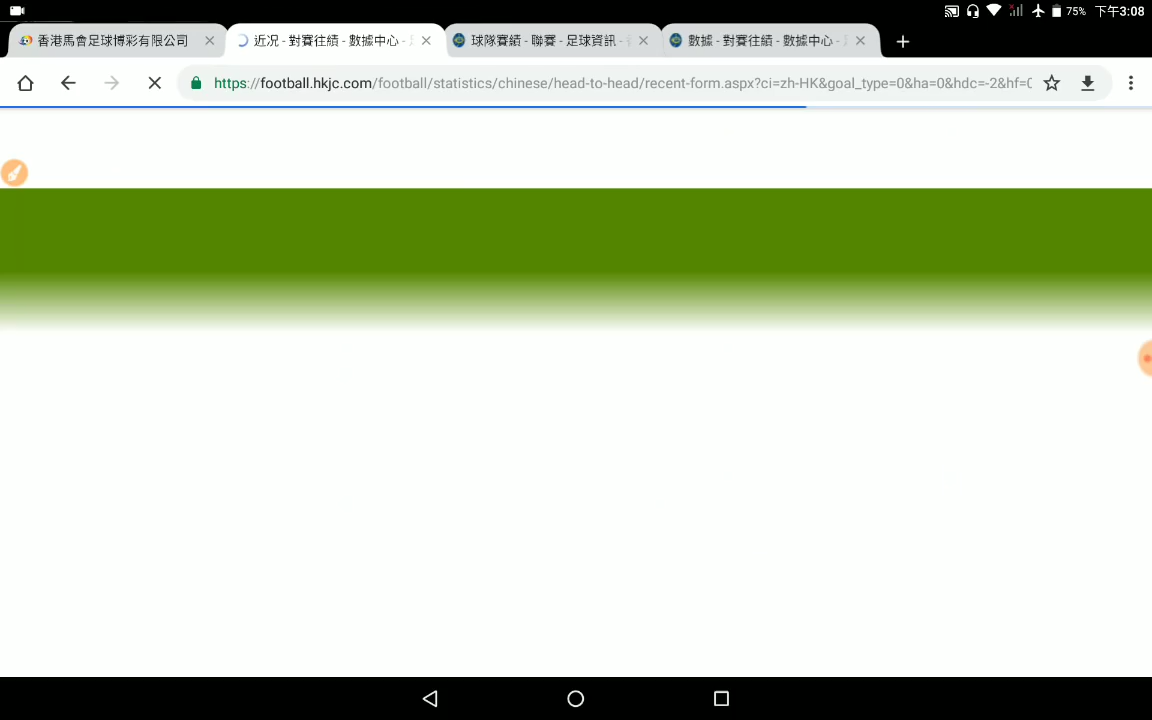 75% 下午3:08
香港馬會足球博彩有限公司
近況 - 對賽往績 - 數據中心 -
球隊賽績 - 聯賽 - 足球資訊 -
數據 - 對賽往績 - 數據中心 -
https://football.hkjc.com/football/statistics/chinese/head-to-head/recent-form.aspx?ci=zh-HK&goal_type=0&ha=0&hdc=-2&hf=0